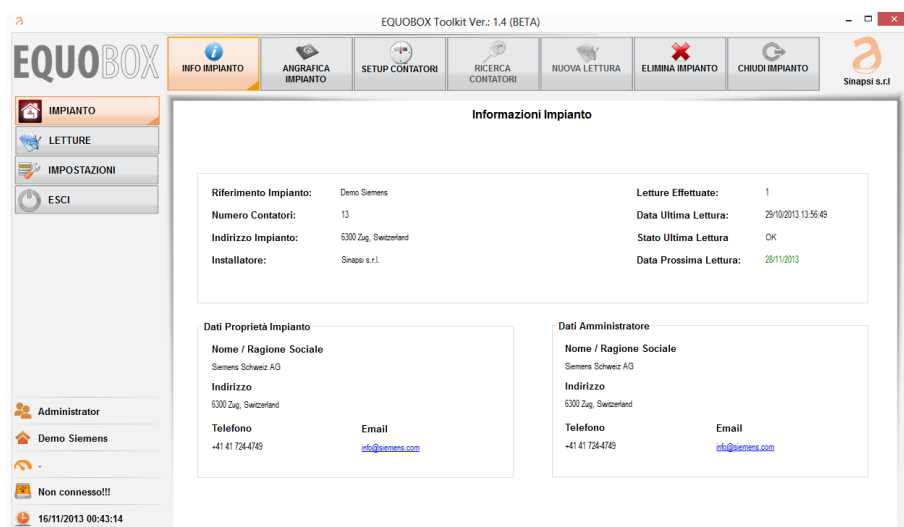 EQUOBOX Toolkit Ver.: 1.4 (BETA)
EQUOBOX
INFO IMPIANTO
ANGRAFICA
IMPIANTO
SETUP CONTATORI
RICERCA
CONTATORI
NUOVA LETTURA
ELIMINA IMPIANTO
CHIUDI IMPIANTO
Sinapsi s.r.l
IMPIANTO
LETTURE
IMPOSTAZIONI
ESCI
Informazioni Impianto
Riferimento Impianto: Demo Siemens
Letture Effettuate: 1
Numero Contatori: 13
Data Ultima Lettura: 29/10/2013 13:56:49
Indirizzo Impianto: 6300 Zug, Switzerland
Stato Ultima Lettura OK
Installatore: Sinapsi s.r.l.
Data Prossima Lettura: 28/11/2013
Dati Proprietà Impianto
Nome / Ragione Sociale
Siemens Schweiz AG
Indirizzo
6300 Zug, Switzerland
Telefono Email
+41 41 724-4749 info@siemens.com
Dati Amministratore
Nome / Ragione Sociale
Siemens Schweiz AG
Indirizzo
6300 Zug, Switzerland
Telefono Email
+41 41 724-4749 info@siemens.com
Administrator
Demo Siemens
-
Non connesso!!!
16/11/2013 00:43:14